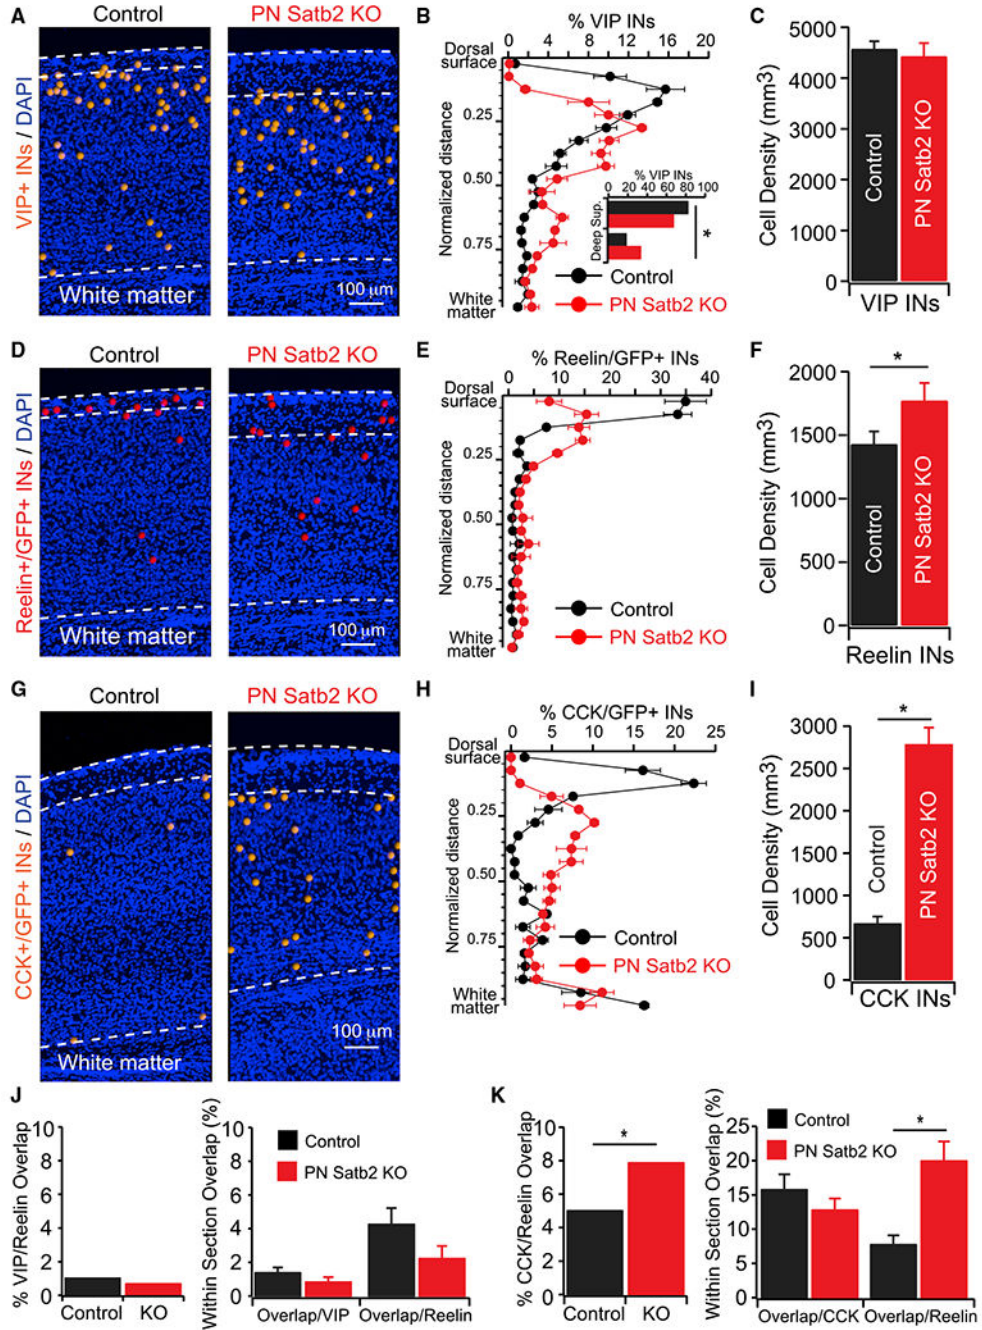 A
Control
PN Satb2 KO
VIP+ INs / DAPI
White matter
100 μm
B
% VIP INs
0 4 8 12 16 20
Dorsal
surface
0.25
0.50
0.75
White
matter
Normalized distance
% VIP INs
0 20 40 60 80 100
Deep Sup.
*
Control
PN Satb2 KO
C
Cell Density (mm3)
5000
4000
3000
2000
1000
0
Control
PN Satb2 KO
VIP INs
D
Control
PN Satb2 KO
Reelin+/GFP+ INs / DAPI
White matter
100 μm
E
% Reelin/GFP+ INs
0 10 20 30 40
Dorsal
surface
0.25
0.50
0.75
White
matter
Normalized distance
Control
PN Satb2 KO
F
*
Cell Density (mm3)
2000
1500
1000
500
0
Control
PN Satb2 KO
Reelin INs
G
Control
PN Satb2 KO
CCK+/GFP+ INs / DAPI
White matter
100 μm
H
% CCK/GFP+ INs
0 5 10 15 20 25
Dorsal
surface
0.25
0.50
0.75
White
matter
Normalized distance
Control
PN Satb2 KO
I
*
Cell Density (mm3)
3000
2500
2000
1500
1000
500
0
Control
PN Satb2 KO
CCK INs
J
% VIP/Reelin Overlap
10
8
6
4
2
0
Control KO
Within Section Overlap (%)
10
8
6
4
2
0
Control
PN Satb2 KO
Overlap/VIP Overlap/Reelin
K
% CCK/Reelin Overlap
10
8
6
4
2
0
*
Control KO
Within Section Overlap (%)
25
20
15
10
5
0
Control
PN Satb2 KO
*
Overlap/CCK Overlap/Reelin